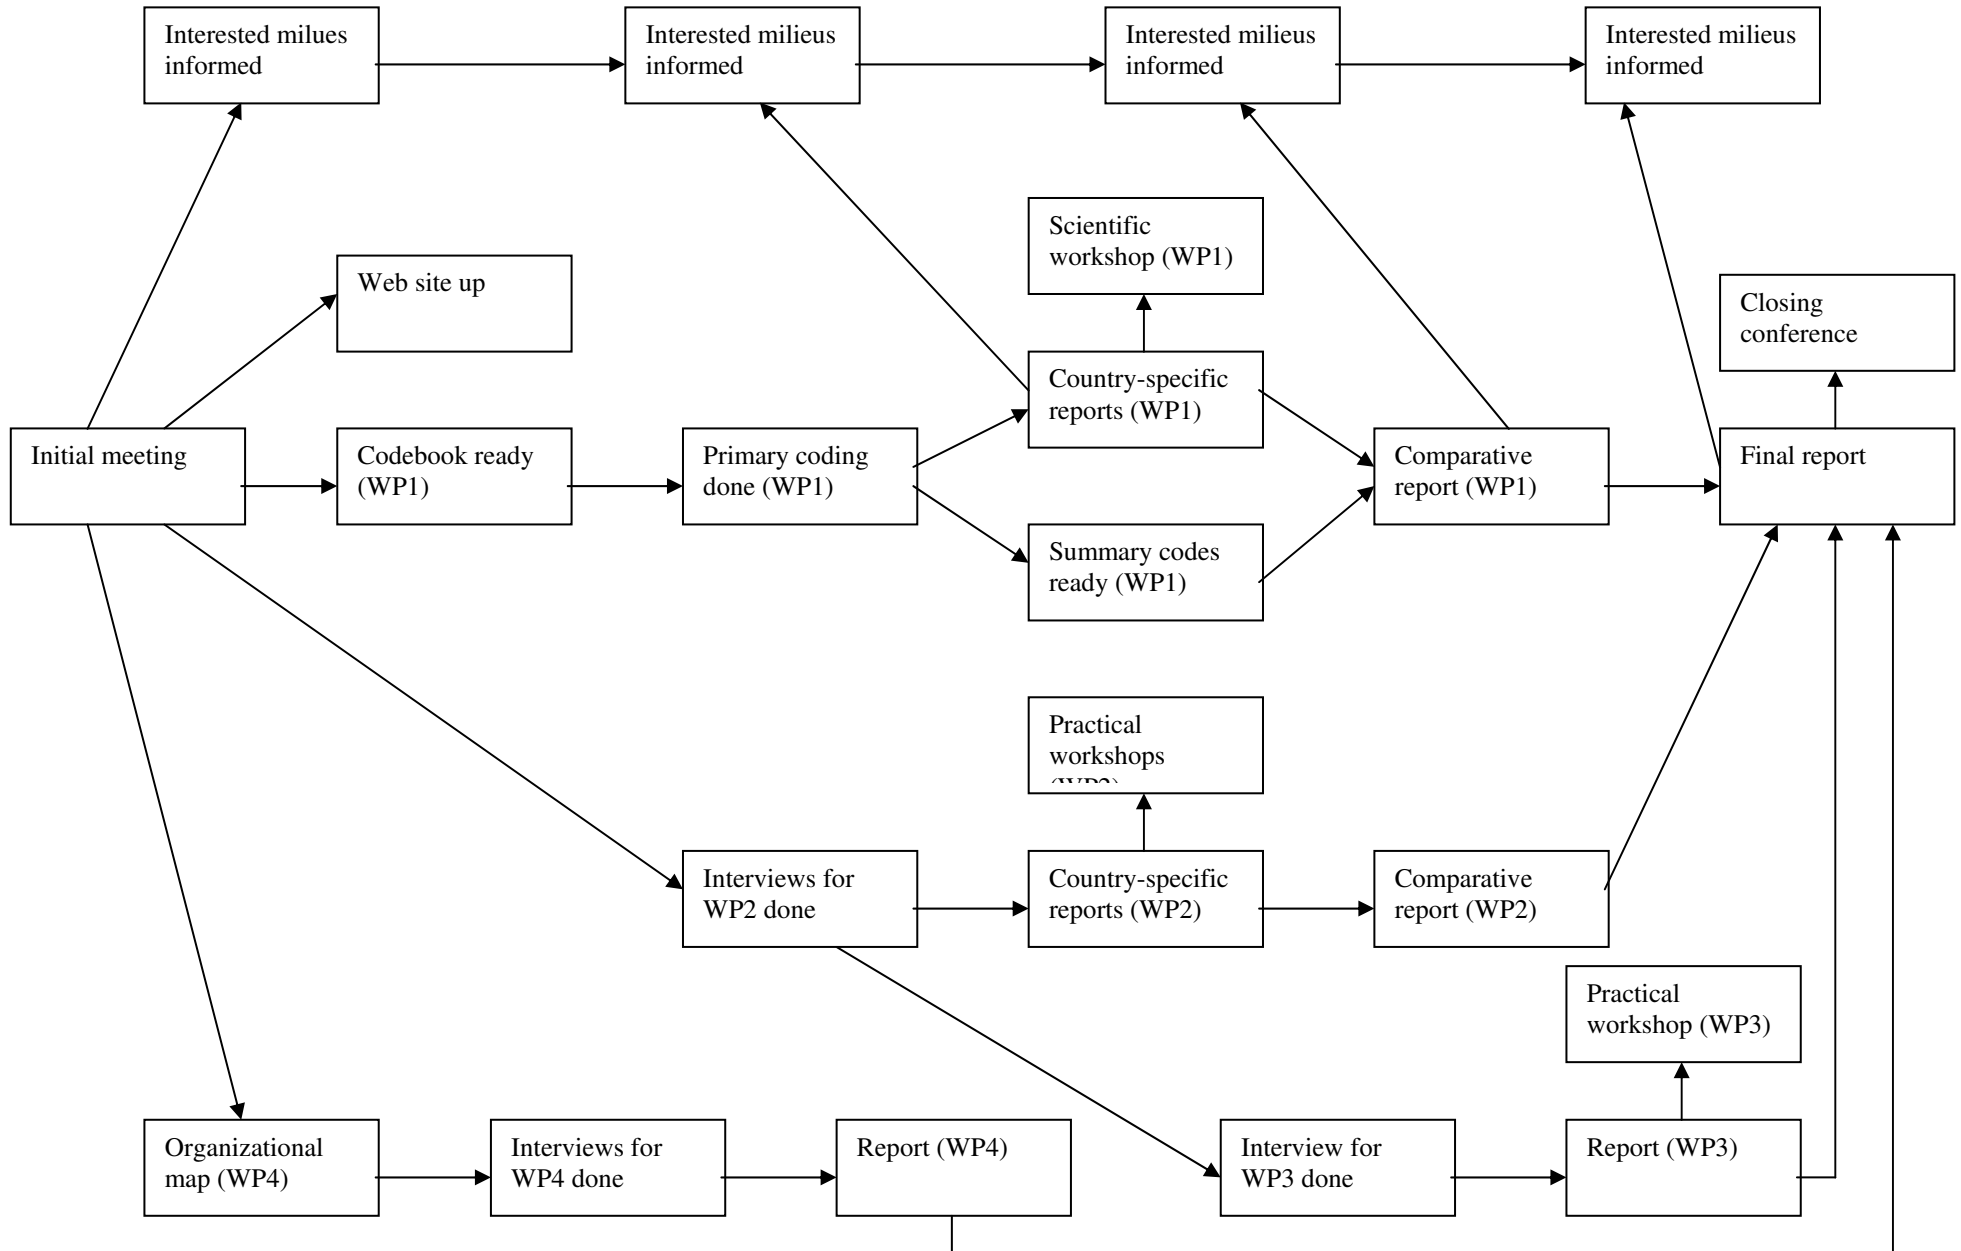 Interested milues
informed
Interested milieus
informed
Interested milieus
informed
Interested milieus
informed
Scientific
workshop (WP1)
Web site up
Closing
conference
Country-specific
reports (WP1)
Initial meeting
Codebook ready
(WP1)
Primary coding
done (WP1)
Comparative
report (WP1)
Final report
Summary codes
ready (WP1)
Practical
workshops
Interviews for
WP2 done
Country-specific
reports (WP2)
Comparative
report (WP2)
Practical
workshop (WP3)
Organizational
map (WP4)
Interviews for
WP4 done
Report (WP4)
Interview for
WP3 done
Report (WP3)